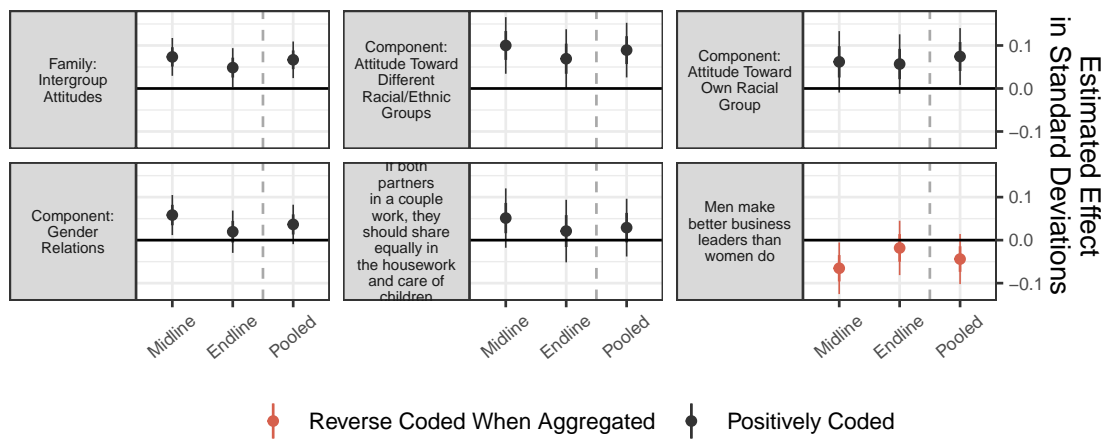 Family:
Intergroup
Attitudes
Component:
Attitude Toward
Different
Racial/Ethnic
Groups
Component:
Attitude Toward
Own Racial
Group
0.1
0.0
−0.1
Component:
Gender
Relations
If both
partners
in a couple
work, they
should share
equally in
the housework
and care of
children
Men make
better business
leaders than
women do
0.1
0.0
−0.1
Midline
Endline
Pooled
Midline
Endline
Pooled
Midline
Endline
Pooled
Estimated Effect
in Standard Deviations
Reverse Coded When Aggregated
Positively Coded